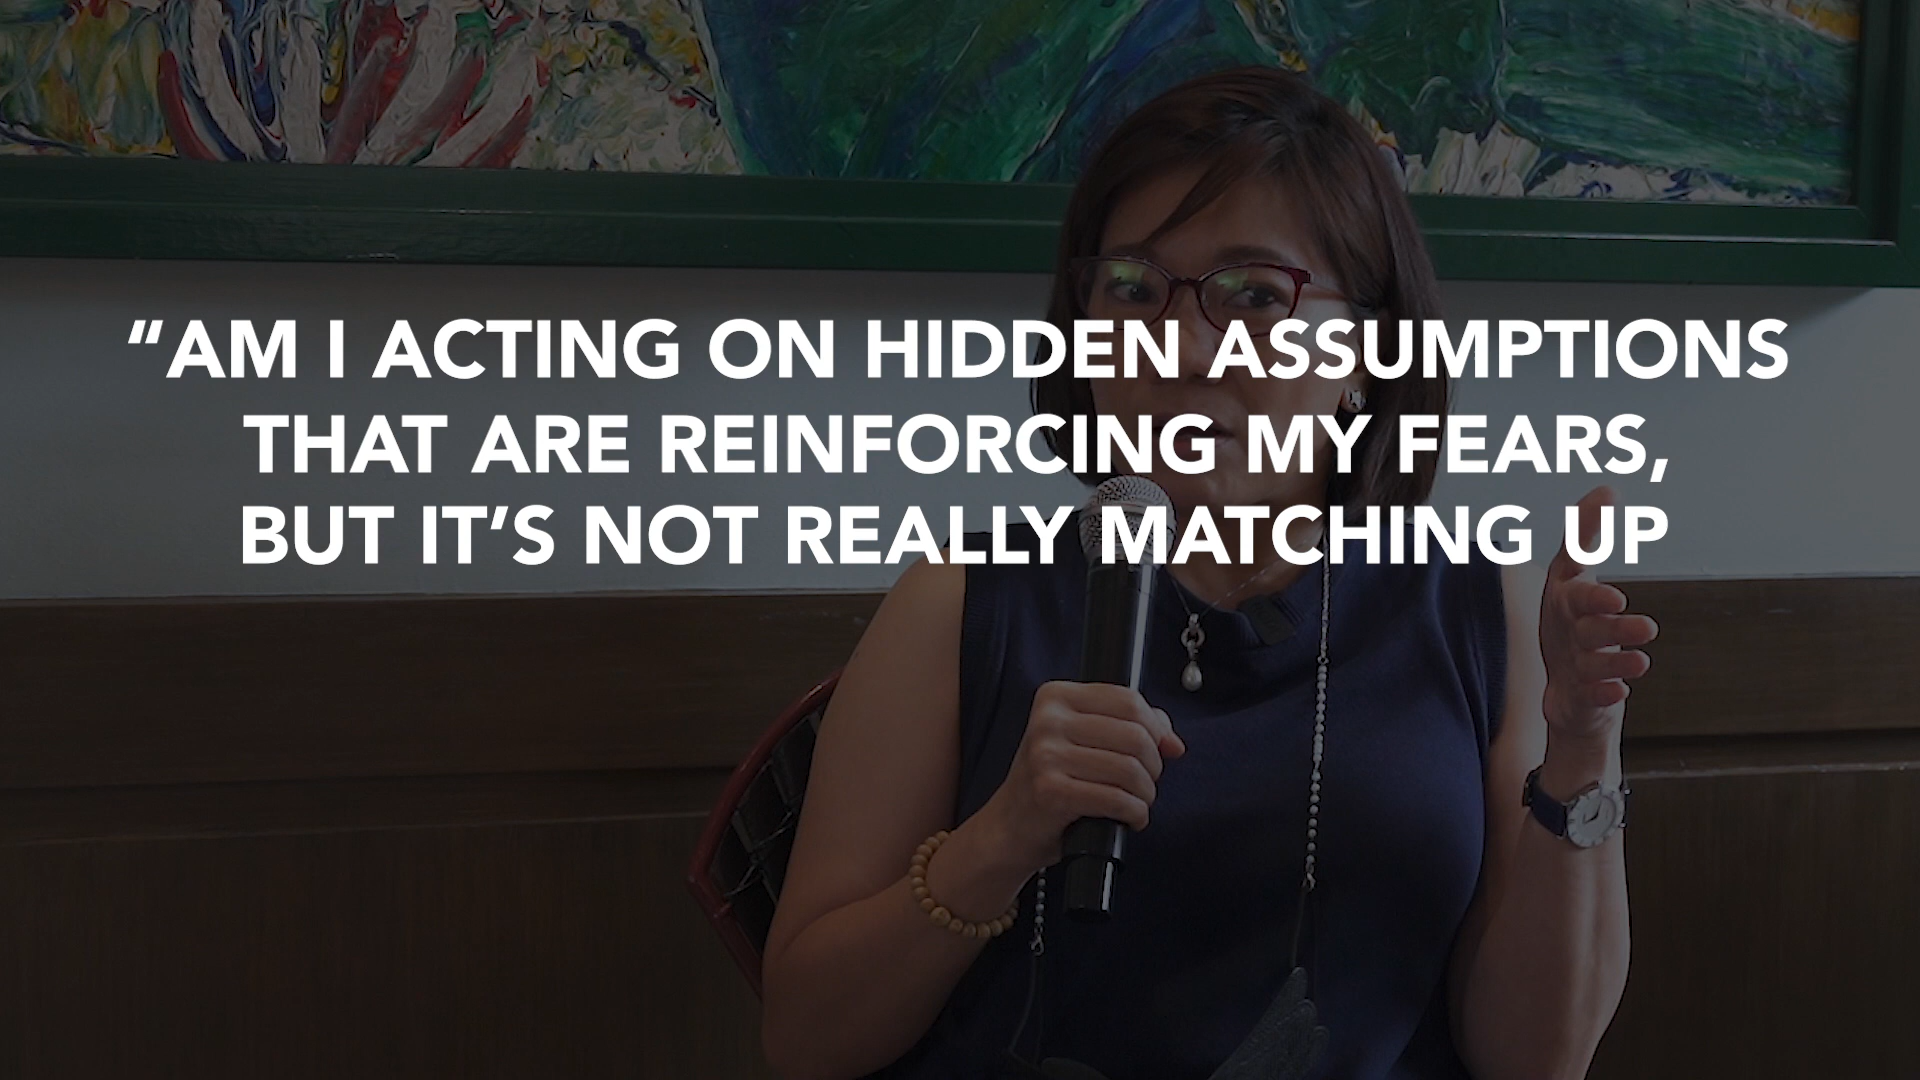 “AM I ACTING ON HIDDEN ASSUMPTIONS
THAT ARE REINFORCING MY FEARS,
BUT IT’S NOT REALLY MATCHING UP